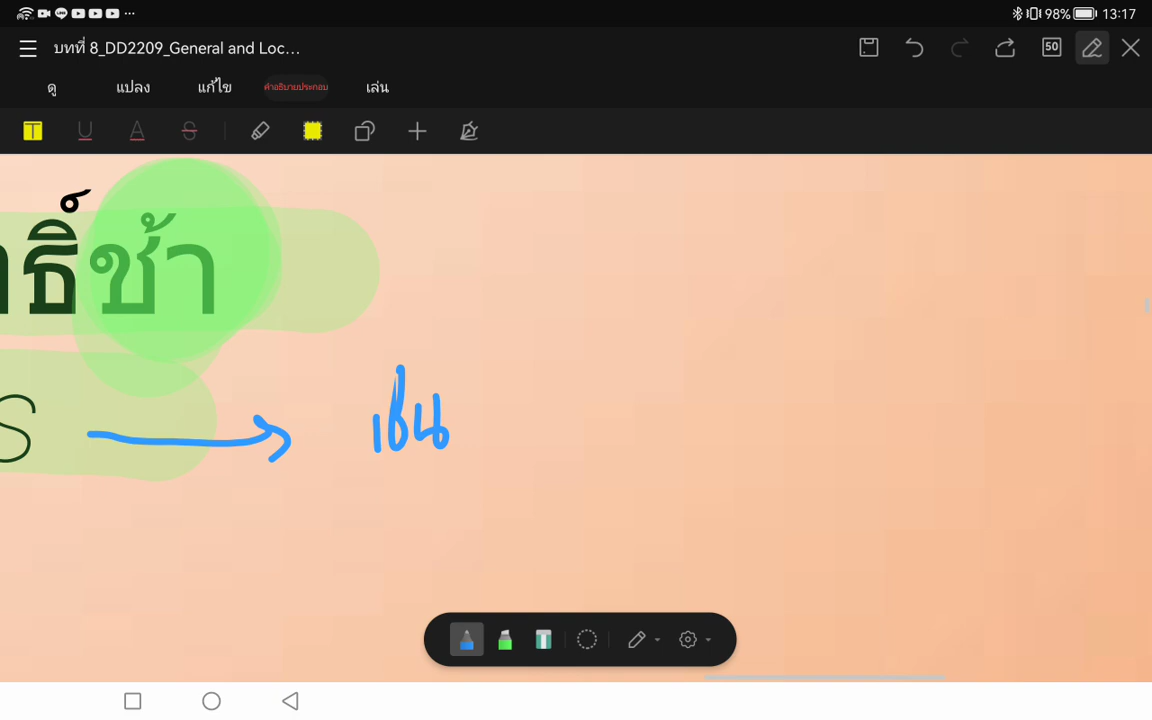 98% 13:17
บทที่ 8_DD2209_General and Loc... 50
ดู แปลง แก้ไข คำอธิบายประกอบ เล่น
T U A S
ธิ์ช้า
S เช่น